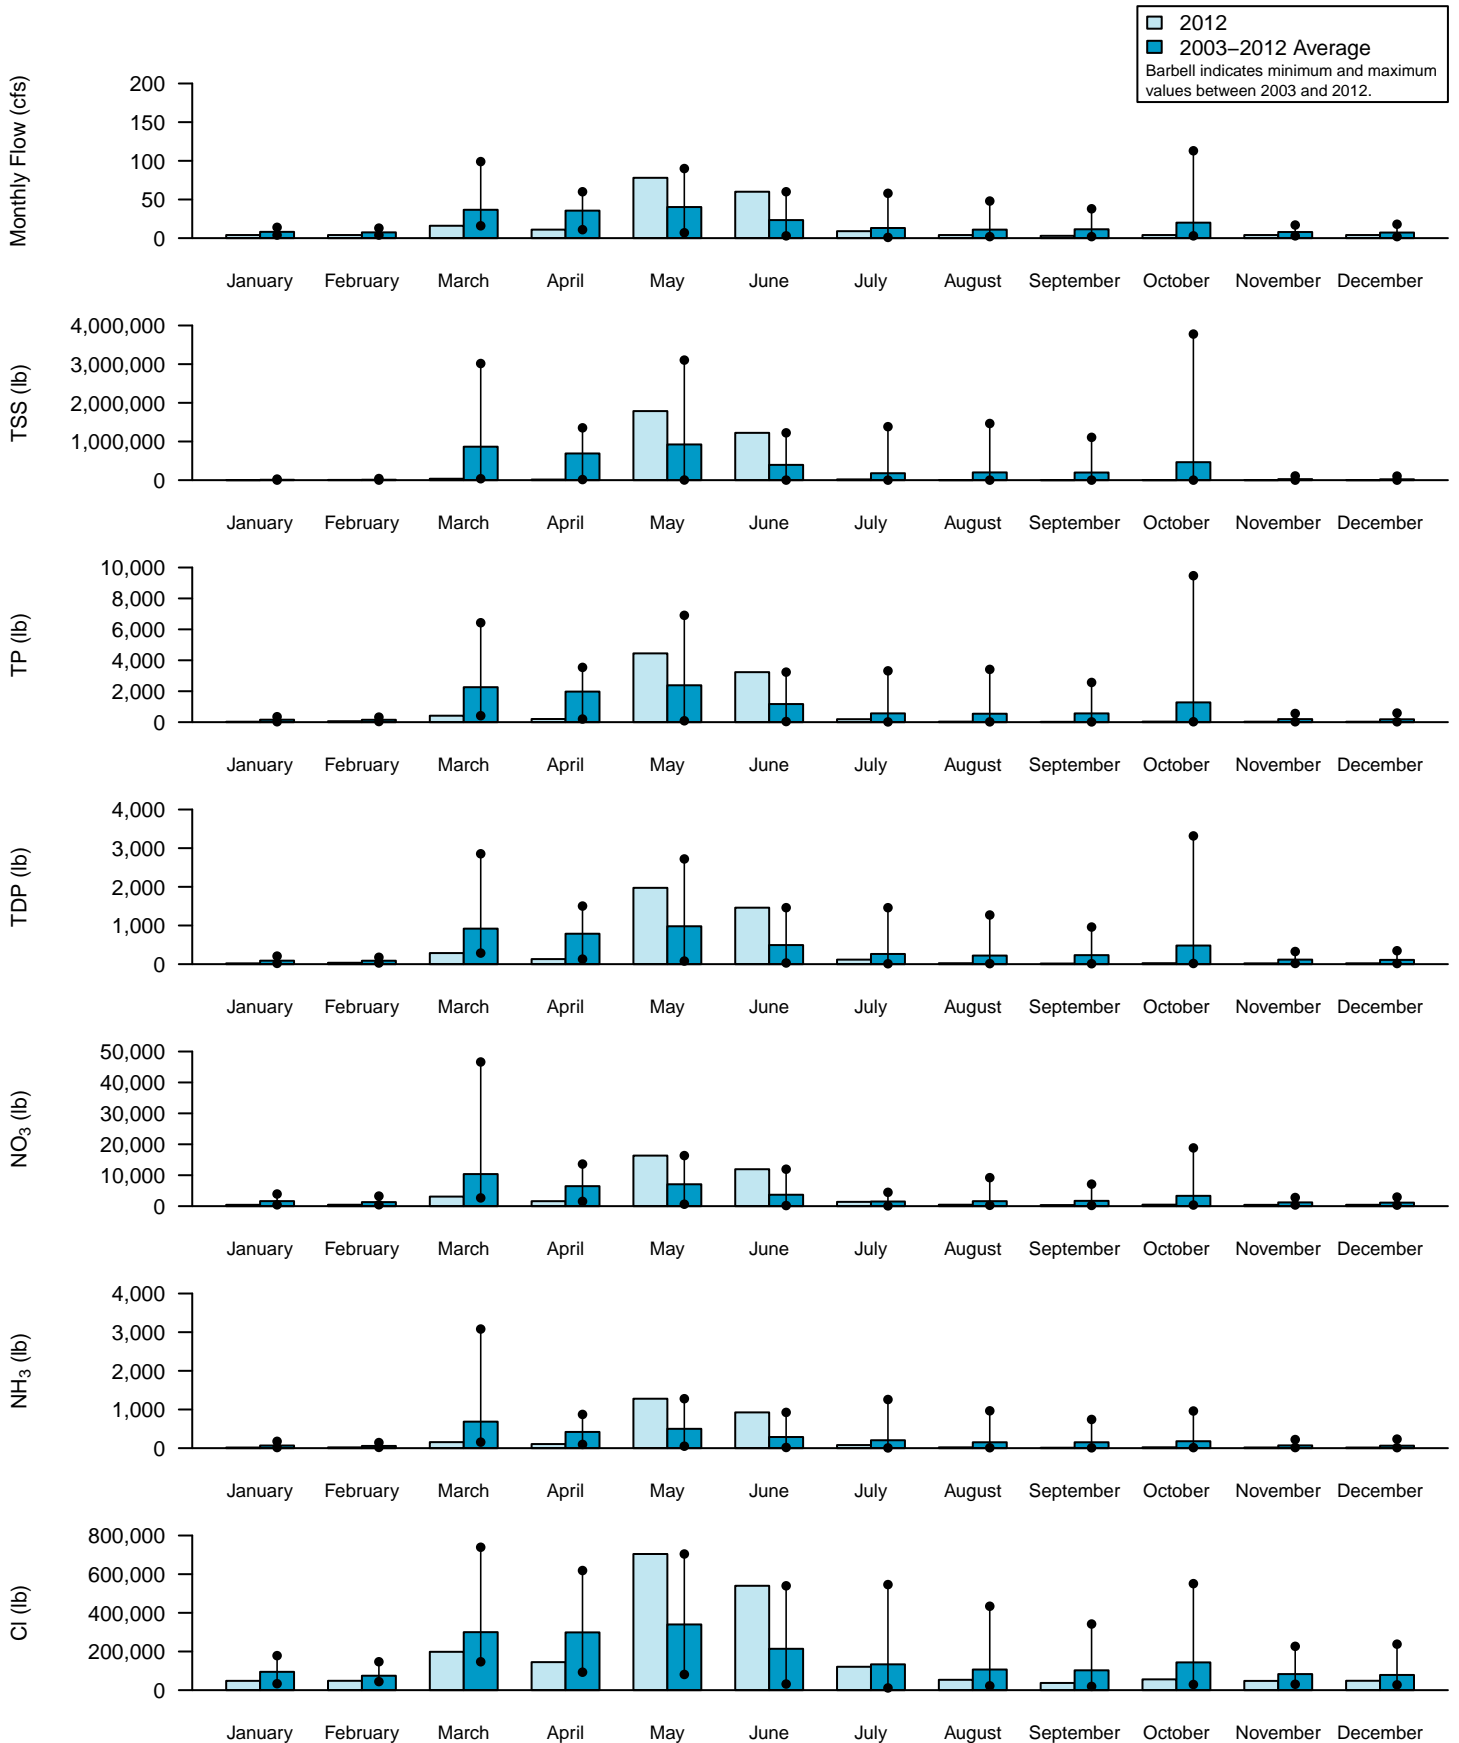 2012
2003–2012 Average
Barbell indicates minimum and maximum
values between 2003 and 2012.
Monthly Flow (cfs)
200
150
100
50
0
January February March April May June July August September October November December
TSS (lb)
4,000,000
3,000,000
2,000,000
1,000,000
0
January February March April May June July August September October November December
TP (lb)
10,000
8,000
6,000
4,000
2,000
0
January February March April May June July August September October November December
TDP (lb)
4,000
3,000
2,000
1,000
0
January February March April May June July August September October November December
NO₃ (lb)
50,000
40,000
30,000
20,000
10,000
0
January February March April May June July August September October November December
NH₃ (lb)
4,000
3,000
2,000
1,000
0
January February March April May June July August September October November December
Cl (lb)
800,000
600,000
400,000
200,000
0
January February March April May June July August September October November December